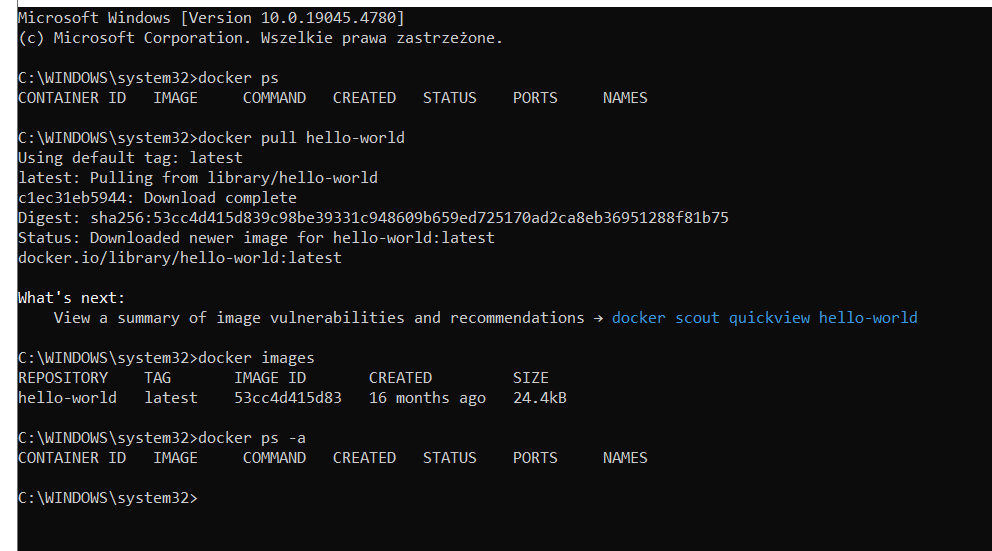 Microsoft Windows [Version 10.0.19045.4780]
(c) Microsoft Corporation. Wszelkie prawa zastrzeżone.
C:\WINDOWS\system32>docker ps
CONTAINER ID   IMAGE     COMMAND   CREATED   STATUS    PORTS     NAMES
C:\WINDOWS\system32>docker pull hello-world
Using default tag: latest
latest: Pulling from library/hello-world
c1ec31eb5944: Download complete
Digest: sha256:53cc4d415d839c98be39331c948609b659ed725170ad2ca8eb36951288f81b75
Status: Downloaded newer image for hello-world:latest
docker.io/library/hello-world:latest
What's next:
    View a summary of image vulnerabilities and recommendations → docker scout quickview hello-world
C:\WINDOWS\system32>docker images
REPOSITORY    TAG       IMAGE ID       CREATED         SIZE
hello-world   latest    53cc4d415d83   16 months ago   24.4kB
C:\WINDOWS\system32>docker ps -a
CONTAINER ID   IMAGE     COMMAND   CREATED   STATUS    PORTS     NAMES
C:\WINDOWS\system32>